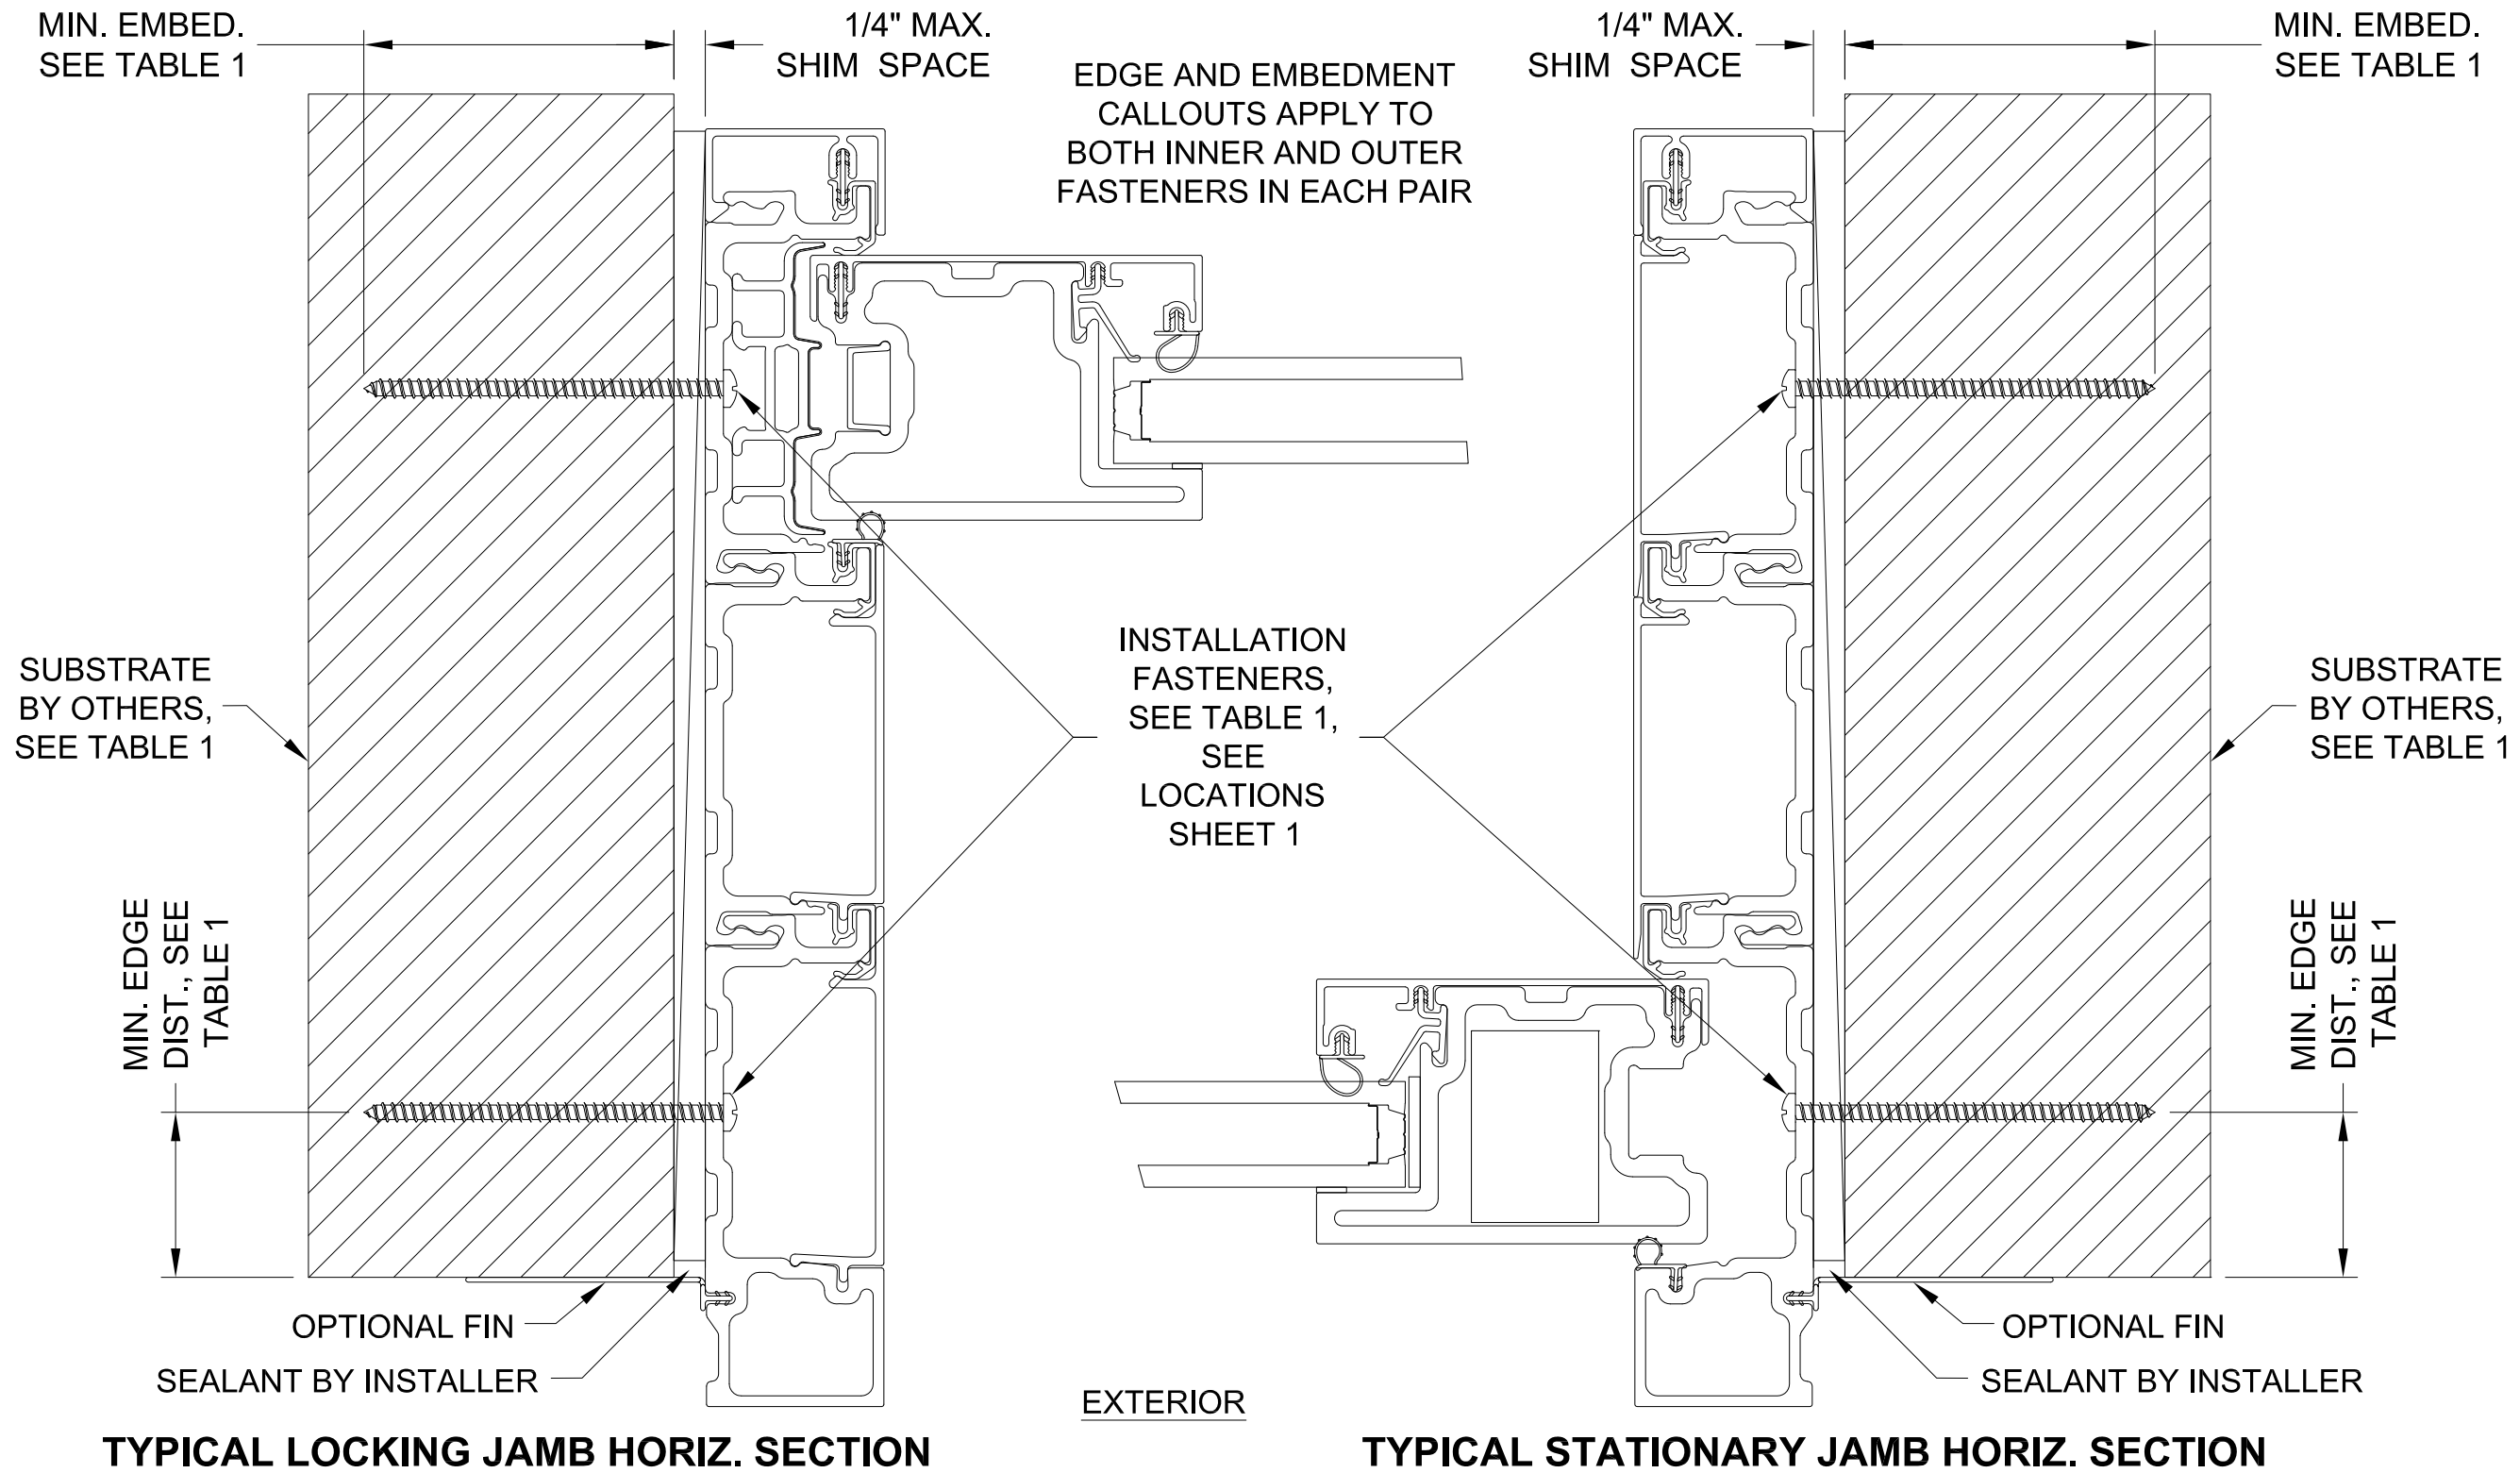 MIN. EMBED.
SEE TABLE 1
1/4" MAX.
SHIM SPACE
EDGE AND EMBEDMENT
CALLOUTS APPLY TO
BOTH INNER AND OUTER
FASTENERS IN EACH PAIR
1/4" MAX.
SHIM SPACE
MIN. EMBED.
SEE TABLE 1
SUBSTRATE
BY OTHERS,
SEE TABLE 1
INSTALLATION
FASTENERS,
SEE TABLE 1,
SEE
LOCATIONS
SHEET 1
SUBSTRATE
BY OTHERS,
SEE TABLE 1
MIN. EDGE
DIST., SEE
TABLE 1
MIN. EDGE
DIST., SEE
TABLE 1
OPTIONAL FIN
SEALANT BY INSTALLER
EXTERIOR
OPTIONAL FIN
SEALANT BY INSTALLER
TYPICAL LOCKING JAMB HORIZ. SECTION
TYPICAL STATIONARY JAMB HORIZ. SECTION